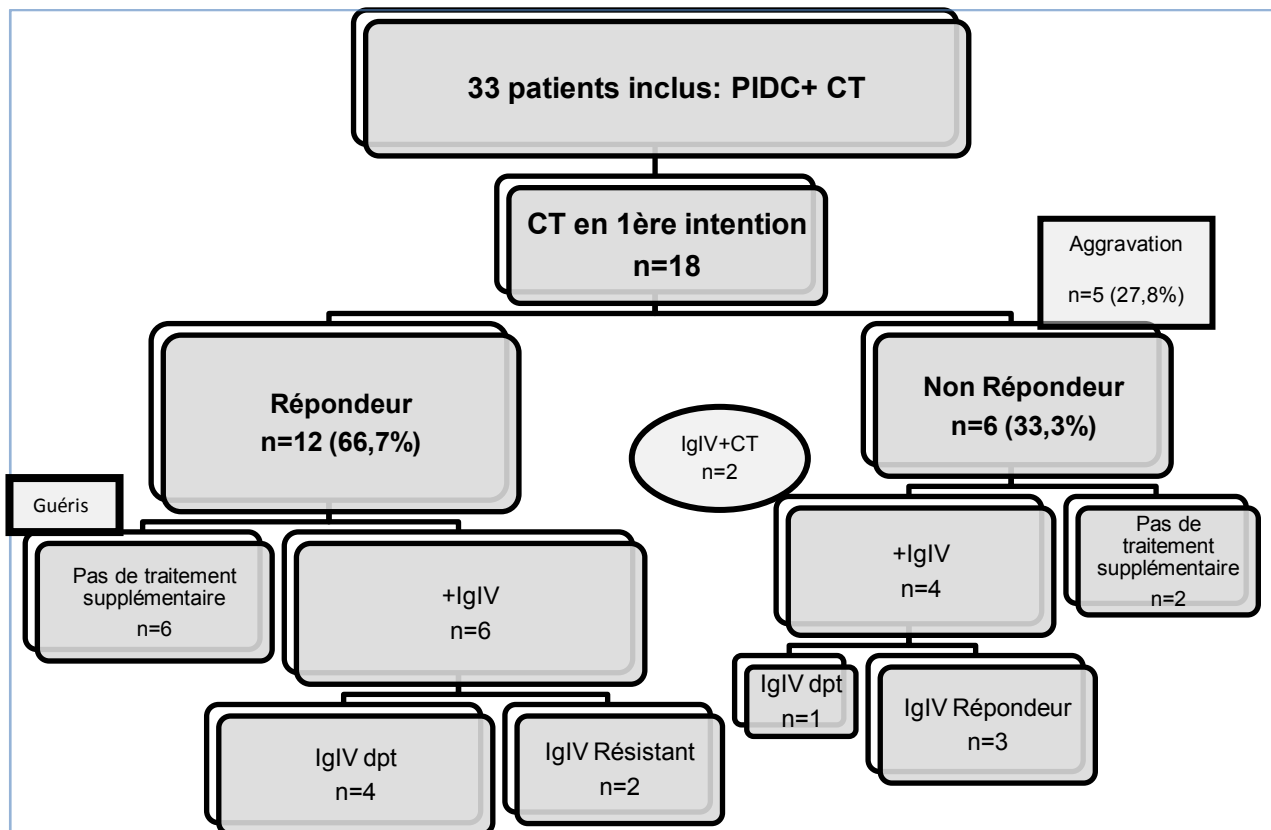 33 patients inclus: PIDC+ CT
CT en 1ère intention
n=18
Aggravation
n=5 (27,8%)
Répondeur
n=12 (66,7%)
Non Répondeur
n=6 (33,3%)
IgIV+CT
n=2
Guéris
Pas de traitement
supplémentaire
n=6
+IgIV
n=6
+IgIV
n=4
Pas de
traitement
supplémentaire
n=2
IgIV dpt
n=4
IgIV Résistant
n=2
IgIV dpt
n=1
IgIV Répondeur
n=3